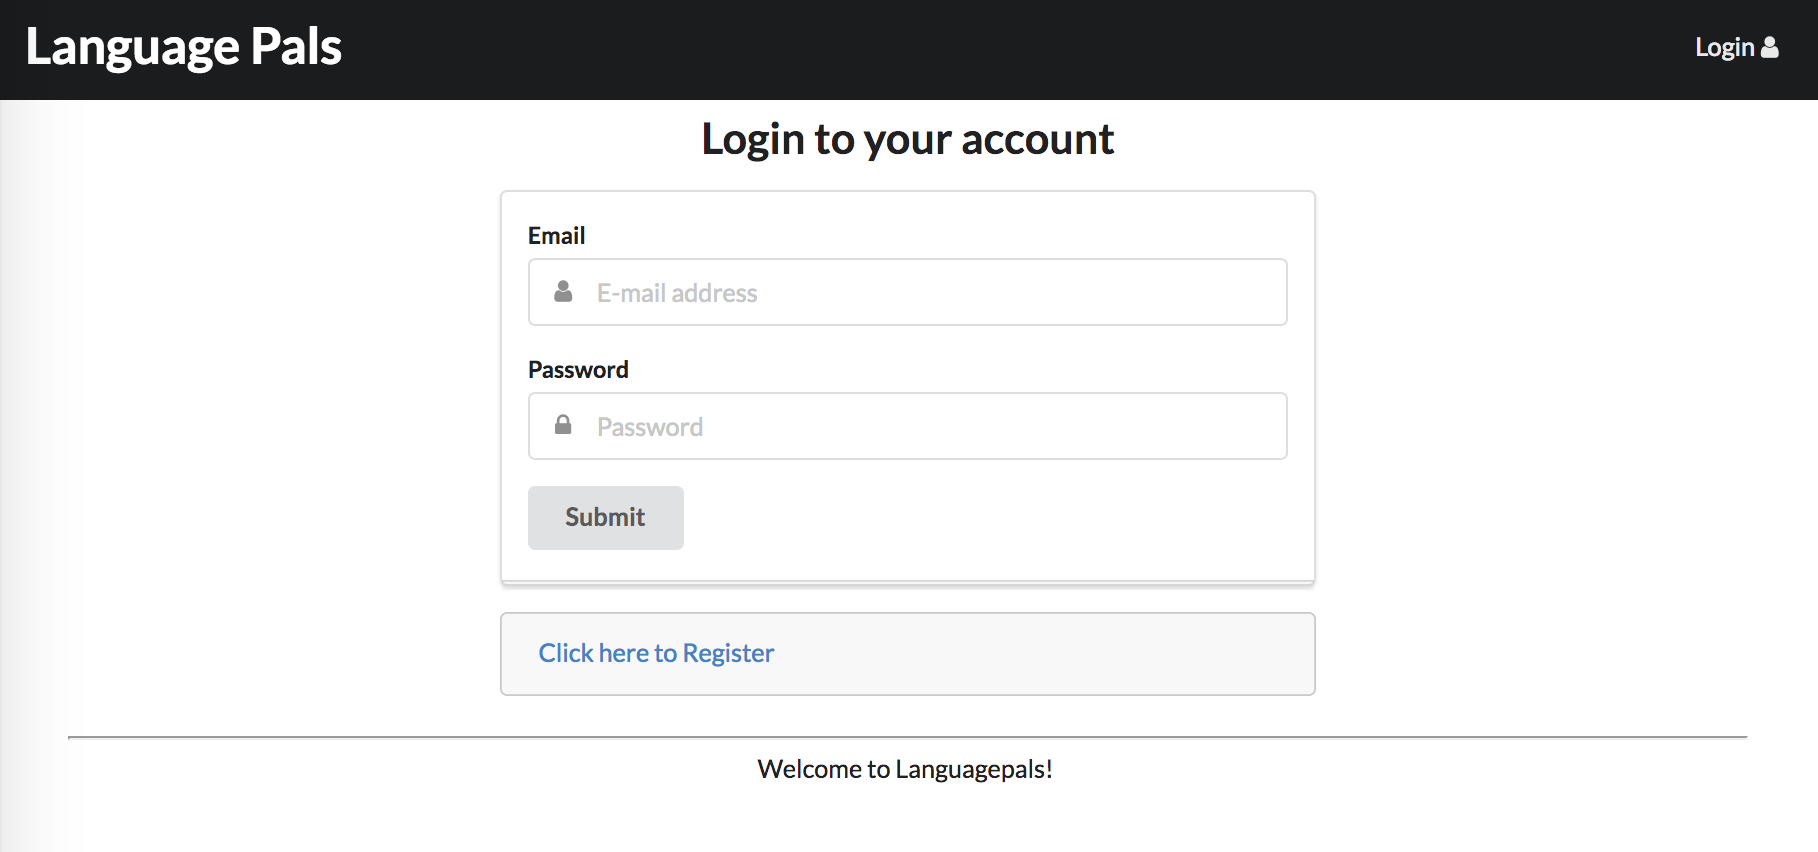 Language Pals
Login
Login to your account
Email
E-mail address
Password
Password
Submit
Click here to Register
Welcome to Languagepals!